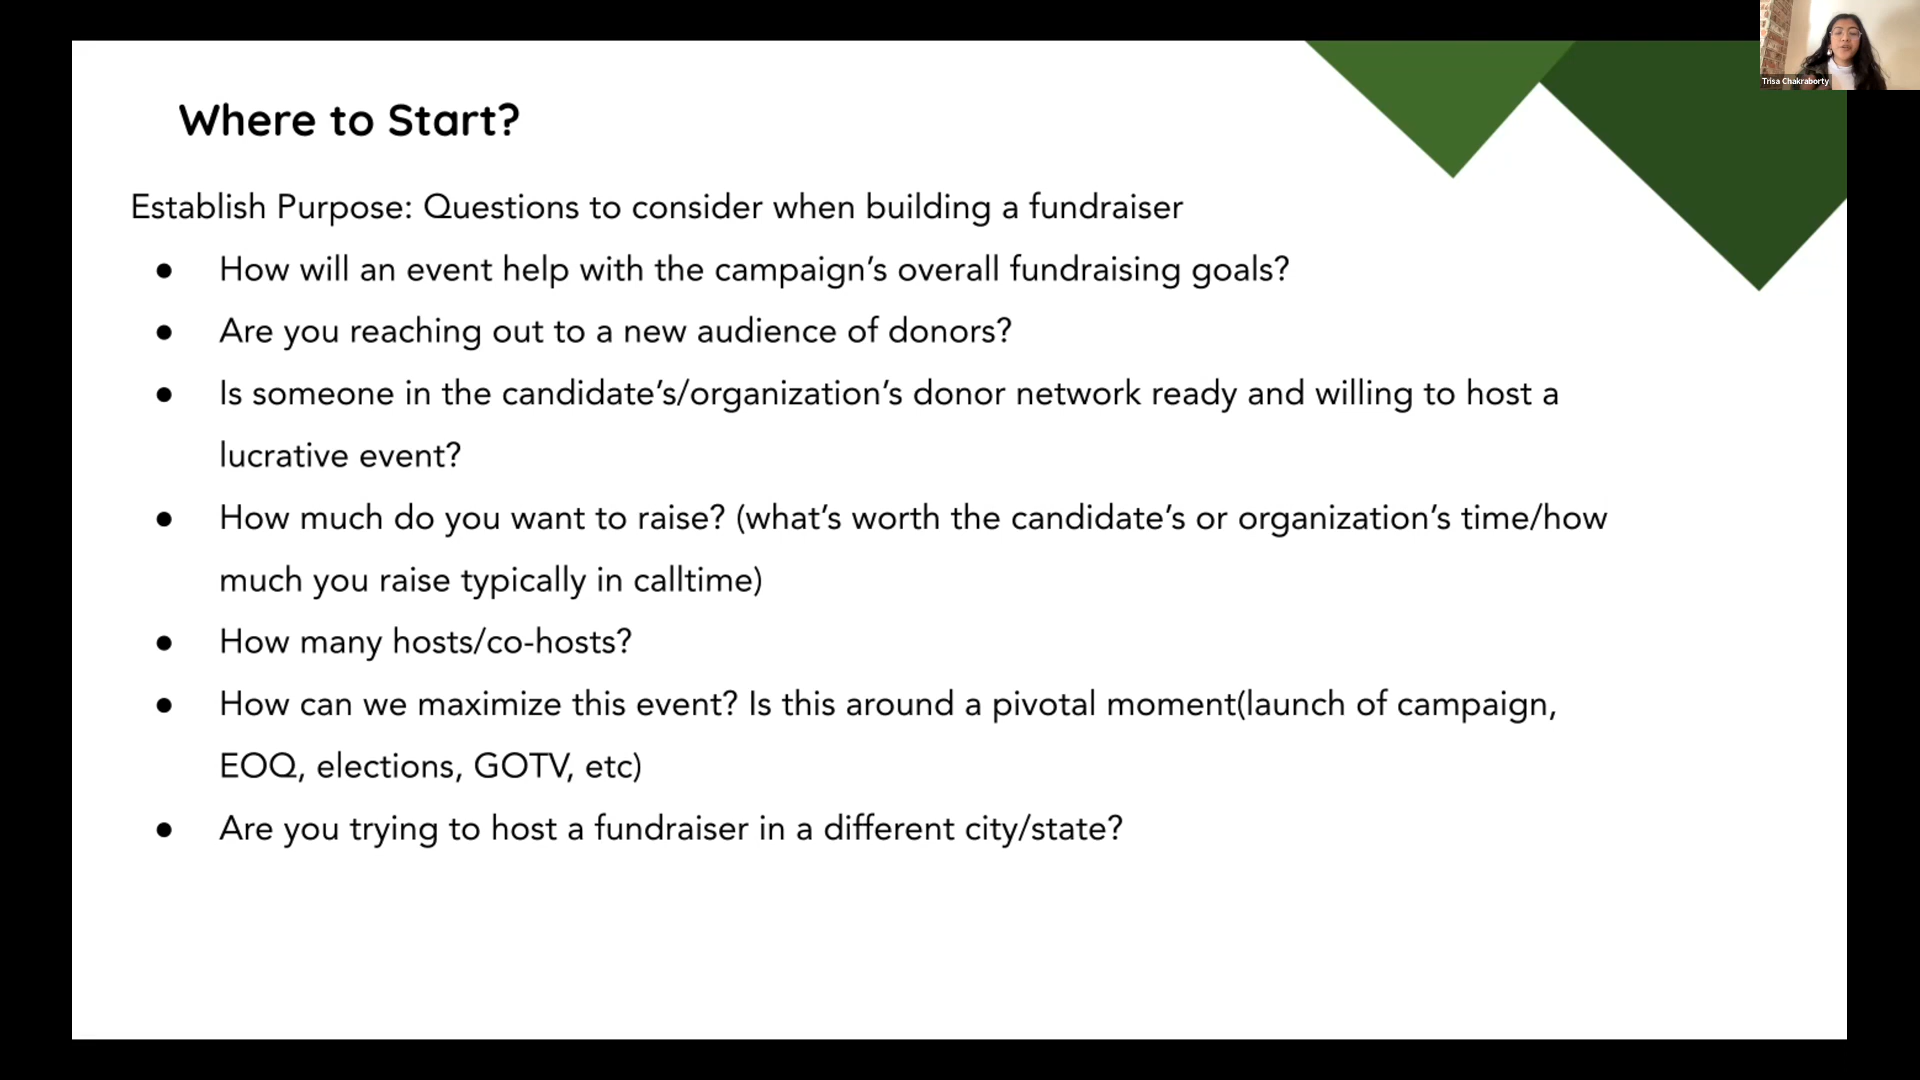 Where to Start?
Trisa Chakraborty
Establish Purpose: Questions to consider when building a fundraiser
● How will an event help with the campaign’s overall fundraising goals?
● Are you reaching out to a new audience of donors?
● Is someone in the candidate’s/organization’s donor network ready and willing to host a
lucrative event?
● How much do you want to raise? (what’s worth the candidate’s or organization’s time/how
much you raise typically in calltime)
● How many hosts/co-hosts?
● How can we maximize this event? Is this around a pivotal moment(launch of campaign,
EOQ, elections, GOTV, etc)
● Are you trying to host a fundraiser in a different city/state?